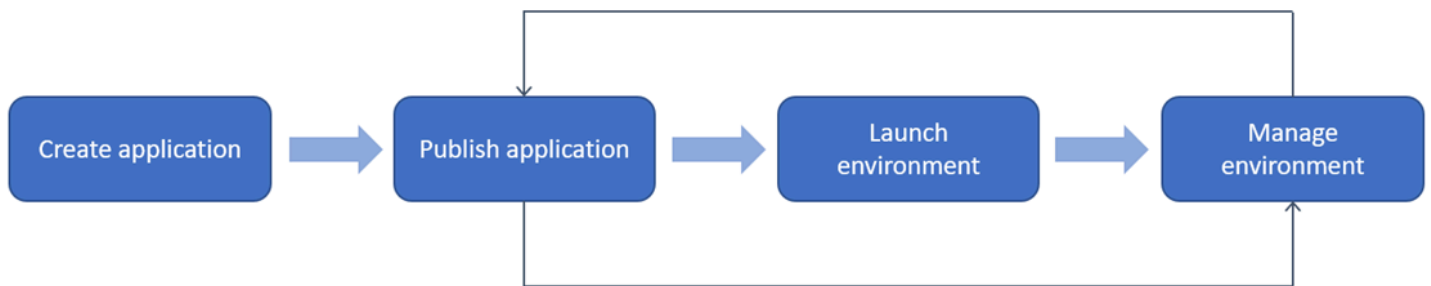 Create application
Publish application
Launch
environment
Manage
environment